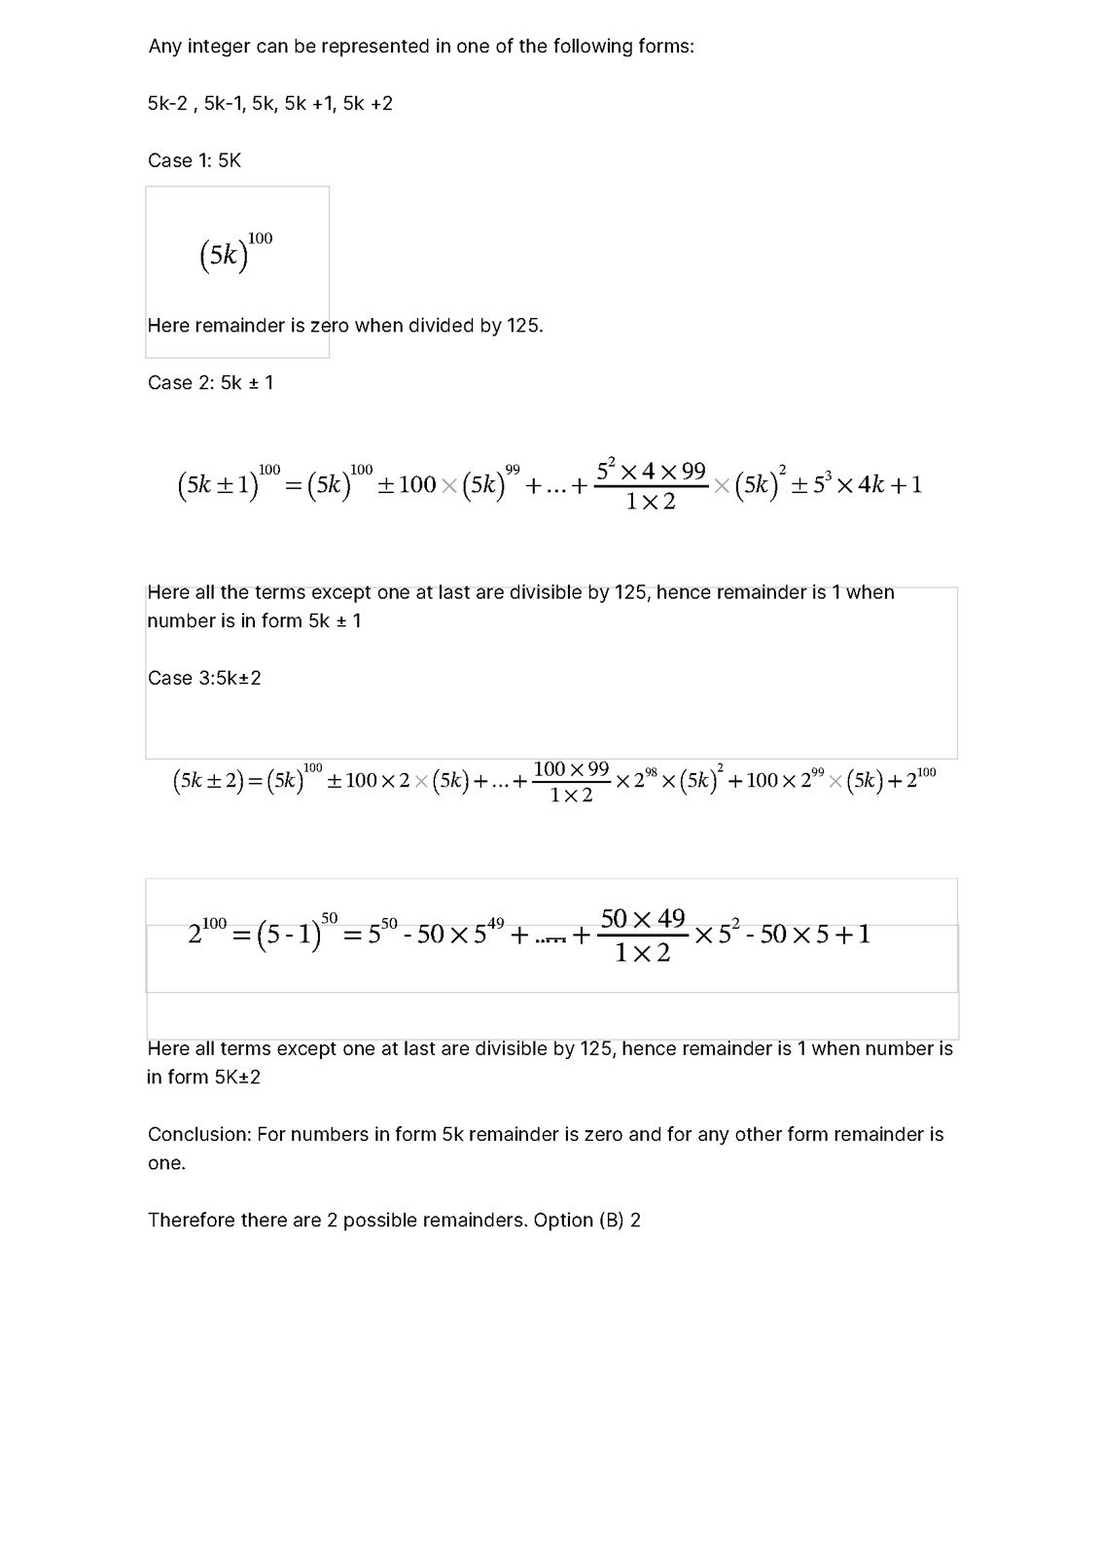 Any integer can be represented in one of the following forms:
5k-2 , 5k-1, 5k, 5k +1, 5k +2
Case 1: 5K
(5k)^100
Here remainder is zero when divided by 125.
Case 2: 5k ± 1
(5k ± 1)^100 = (5k)^100 ± 100 × (5k)^99 + ... + (5^2 × 4 × 99)/(1 × 2) × (5k)^2 ± 5^3 × 4k + 1
Here all the terms except one at last are divisible by 125, hence remainder is 1 when
number is in form 5k ± 1
Case 3:5k±2
(5k ± 2) = (5k)^100 ± 100 × 2 × (5k) + ... + (100 × 99)/(1 × 2) × 2^98 × (5k)^2 + 100 × 2^99 × (5k) + 2^100
2^100 = (5 - 1)^50 = 5^50 - 50 × 5^49 + ...... + (50 × 49)/(1 × 2) × 5^2 - 50 × 5 + 1
Here all terms except one at last are divisible by 125, hence remainder is 1 when number is
in form 5K±2
Conclusion: For numbers in form 5k remainder is zero and for any other form remainder is
one.
Therefore there are 2 possible remainders. Option (B) 2